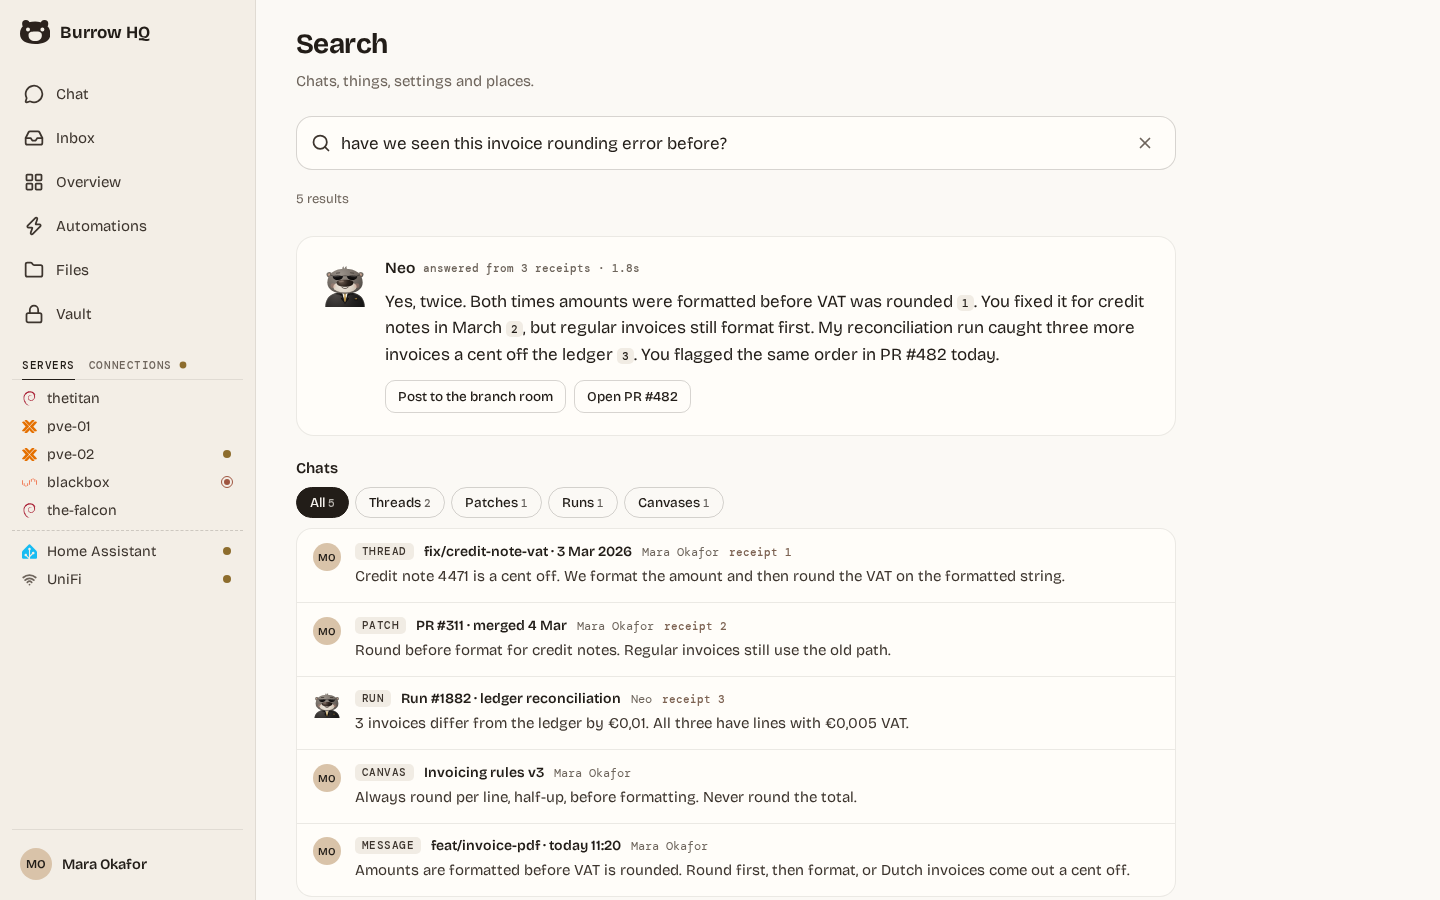 Burrow HQ
Chat
Inbox
Overview
Automations
Files
Vault
SERVERS CONNECTIONS
thetitan
pve-01
pve-02
blackbox
the-falcon
Home Assistant
UniFi
MO Mara Okafor
Search
Chats, things, settings and places.
have we seen this invoice rounding error before?
5 results
Neo answered from 3 receipts · 1.8s
Yes, twice. Both times amounts were formatted before VAT was rounded 1. You fixed it for credit
notes in March 2, but regular invoices still format first. My reconciliation run caught three more
invoices a cent off the ledger 3. You flagged the same order in PR #482 today.
Post to the branch room Open PR #482
Chats
All 5 Threads 2 Patches 1 Runs 1 Canvases 1
MO THREAD fix/credit-note-vat · 3 Mar 2026 Mara Okafor receipt 1
Credit note 4471 is a cent off. We format the amount and then round the VAT on the formatted string.
MO PATCH PR #311 · merged 4 Mar Mara Okafor receipt 2
Round before format for credit notes. Regular invoices still use the old path.
RUN Run #1882 · ledger reconciliation Neo receipt 3
3 invoices differ from the ledger by €0,01. All three have lines with €0,005 VAT.
MO CANVAS Invoicing rules v3 Mara Okafor
Always round per line, half-up, before formatting. Never round the total.
MO MESSAGE feat/invoice-pdf · today 11:20 Mara Okafor
Amounts are formatted before VAT is rounded. Round first, then format, or Dutch invoices come out a cent off.